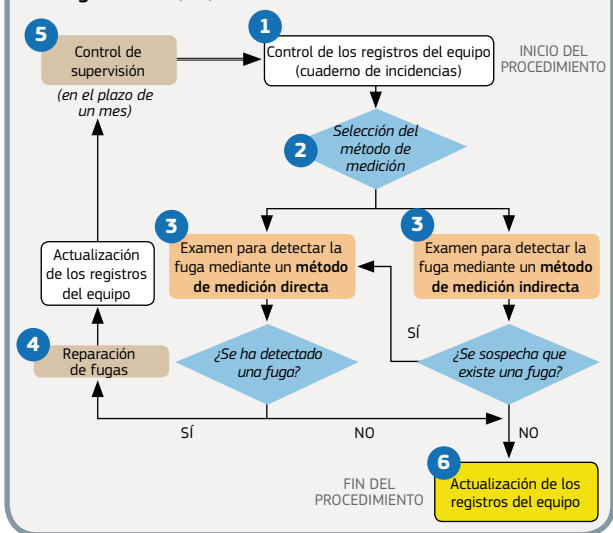 5
Control de
supervisión
(en el plazo de
un mes)
1
Control de los registros del equipo
(cuaderno de incidencias)
INICIO DEL
PROCEDIMIENTO
2
Selección del
método de
medición
3
Examen para detectar la
fuga mediante un método
de medición directa
3
Examen para detectar la
fuga mediante un método
de medición indirecta
Actualización
de los registros
del equipo
4
Reparación
de fugas
¿Se ha detectado
una fuga?
SÍ
¿Se sospecha que
existe una fuga?
SÍ
NO
NO
FIN DEL
PROCEDIMIENTO
6
Actualización de los
registros del equipo